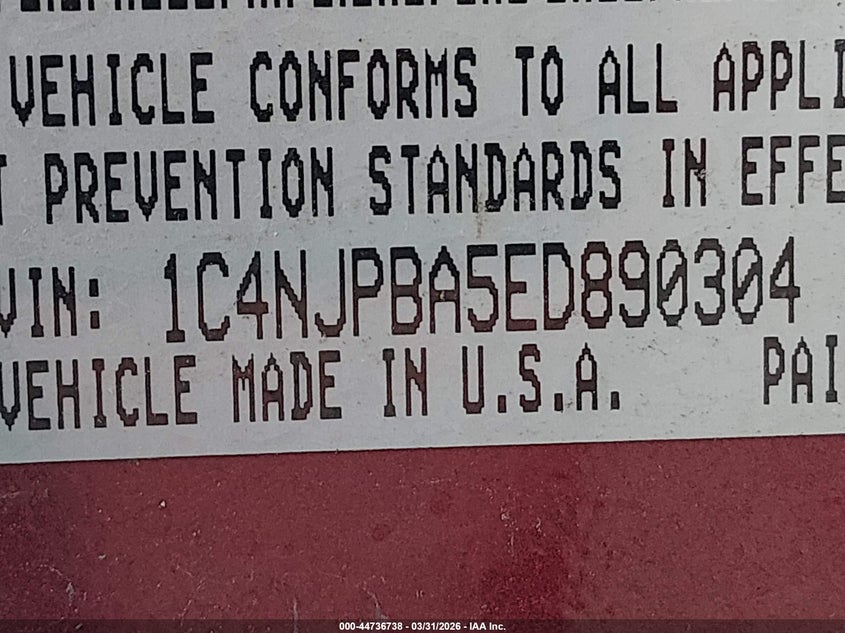 VEHICLE CONFORMS TO ALL APPLI
T PREVENTION STANDARDS IN EFFE
VIN: 1C4NJPBA5ED890304
VEHICLE MADE IN U.S.A. PAI
000-44736738 - 03/31/2026 - IAA Inc.